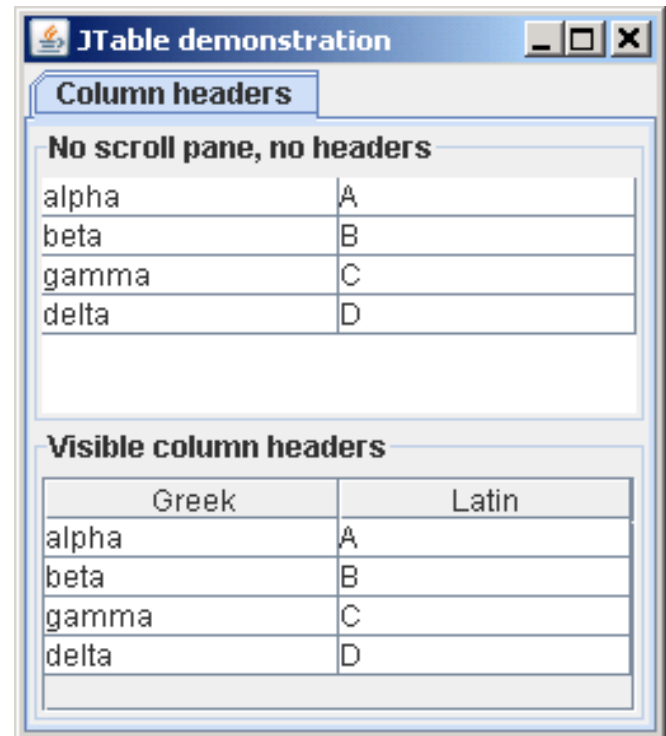 JTable demonstration
Column headers
No scroll pane, no headers
alpha A
beta B
gamma C
delta D
Visible column headers
Greek Latin
alpha A
beta B
gamma C
delta D